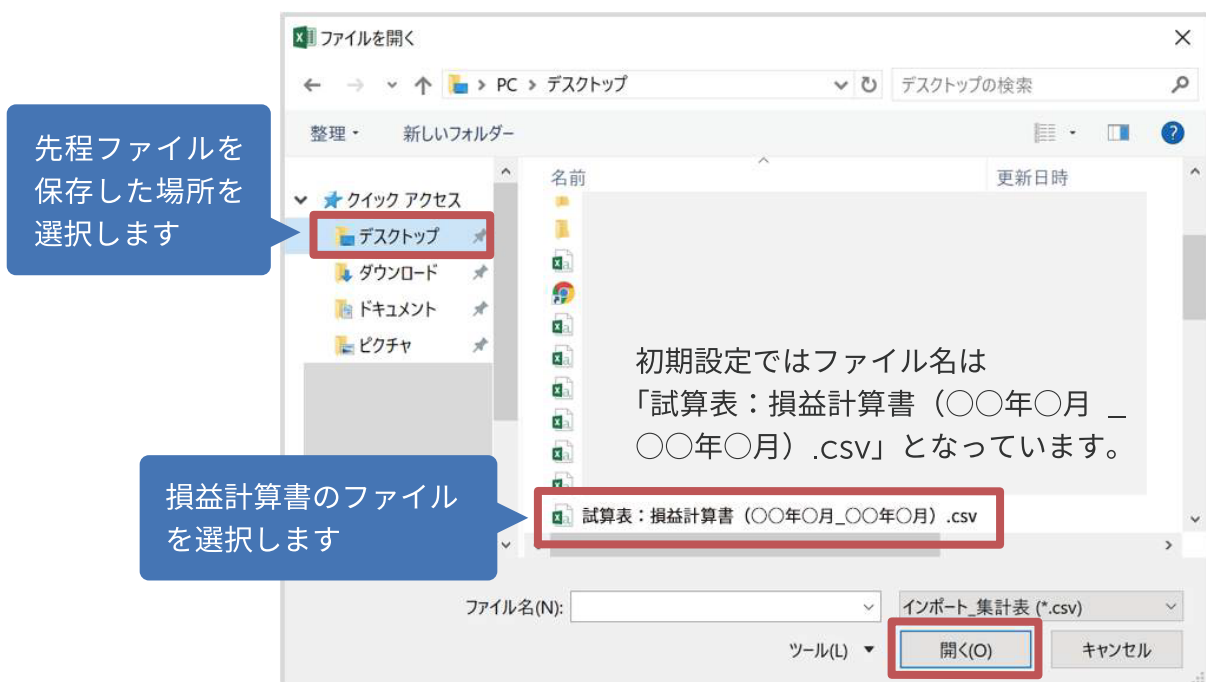 ファイルを開く
PC > デスクトップ
デスクトップの検索
整理
新しいフォルダー
先程ファイルを
保存した場所を
選択します
名前
更新日時
クイック アクセス
デスクトップ
ダウンロード
ドキュメント
ピクチャ
初期設定ではファイル名は
「試算表：損益計算書（○○年○月 _
○○年○月）.csv」となっています。
損益計算書のファイル
を選択します
試算表：損益計算書（○○年○月_○○年○月）.csv
ファイル名(N):
インポート_集計表 (*.csv)
ツール(L)
開く(O)
キャンセル